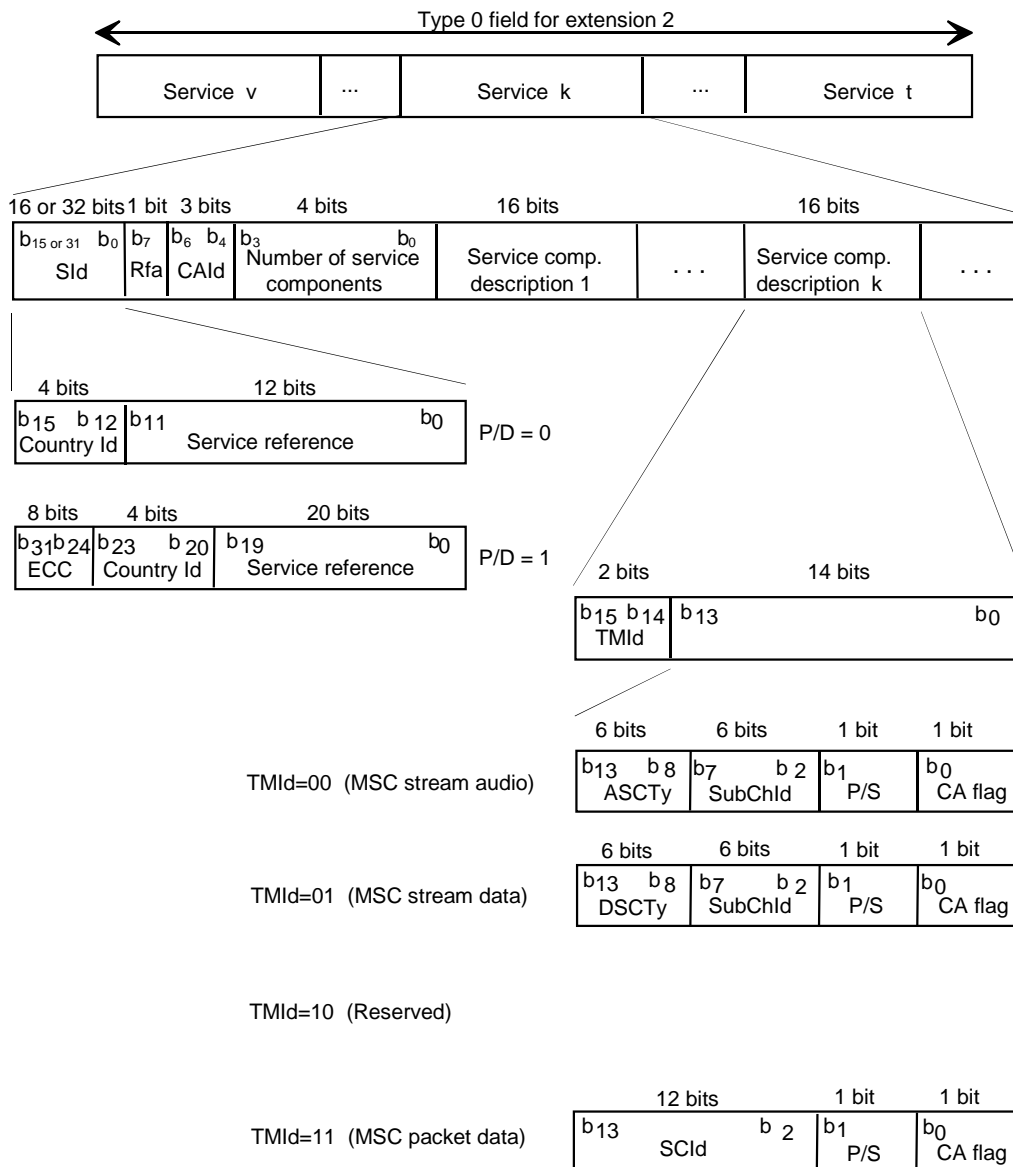 Type 0 field for extension 2
Service v ... Service k ... Service t
16 or 32 bits 1 bit 3 bits 4 bits 16 bits 16 bits
b15 or 31 b0 b7 b6 b4 b3 b0
SId Rfa CAId Number of service components Service comp. description 1 . . . Service comp. description k . . .
4 bits 12 bits
b15 b12 b11 b0
Country Id Service reference P/D = 0
8 bits 4 bits 20 bits
b31 b24 b23 b20 b19 b0
ECC Country Id Service reference P/D = 1
2 bits 14 bits
b15 b14 b13 b0
TMId
6 bits 6 bits 1 bit 1 bit
TMId=00 (MSC stream audio) b13 b8 b7 b2 b1 b0
ASCTy SubChId P/S CA flag
6 bits 6 bits 1 bit 1 bit
TMId=01 (MSC stream data) b13 b8 b7 b2 b1 b0
DSCTy SubChId P/S CA flag
TMId=10 (Reserved)
12 bits 1 bit 1 bit
TMId=11 (MSC packet data) b13 b2 b1 b0
SCId P/S CA flag